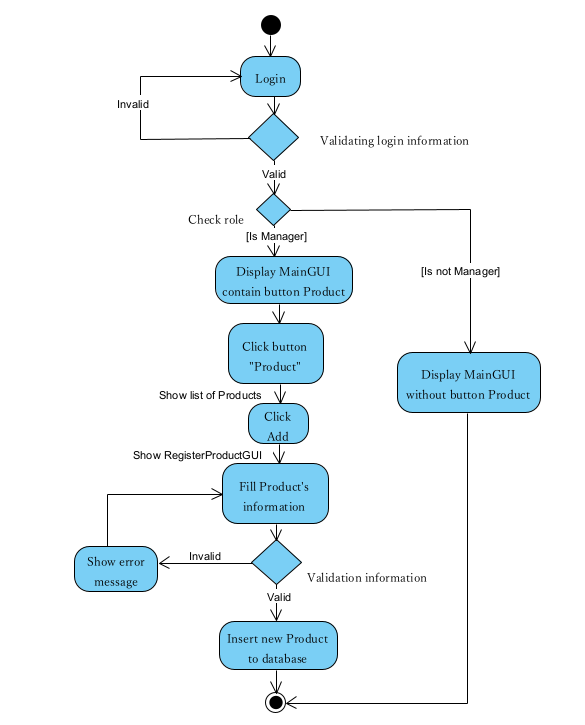 Login
Invalid
Validating login information
Valid
Check role
[Is Manager]
[Is not Manager]
Display MainGUI
contain button Product
Click button
"Product"
Display MainGUI
without button Product
Show list of Products
Click
Add
Show RegisterProductGUI
Fill Product's
information
Show error
message
Invalid
Validation information
Valid
Insert new Product
to database